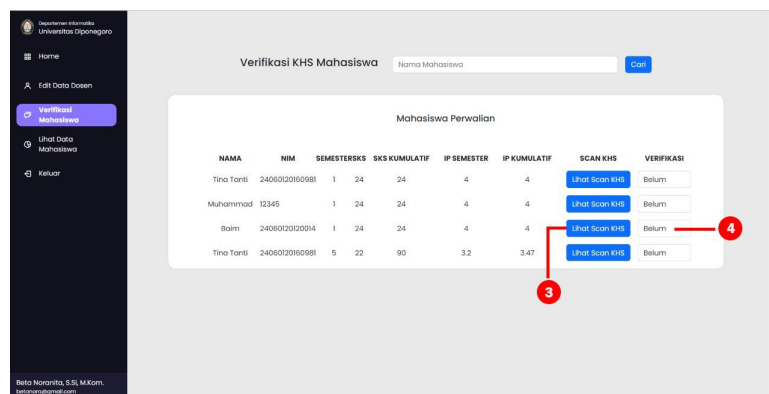 Departemen Informatika
Universitas Diponegoro
Home
Edit Data Dosen
Verifikasi
Mahasiswa
Lihat Data
Mahasiswa
Keluar
Beta Noranita, S.Si, M.Kom.
betanora@gmail.com
Verifikasi KHS Mahasiswa Nama Mahasiswa Cari
Mahasiswa Perwalian
NAMA NIM SEMESTER SKS SKS KUMULATIF IP SEMESTER IP KUMULATIF SCAN KHS VERIFIKASI
Tina Tanti 24060120160981 1 24 24 4 4 Lihat Scan KHS Belum
Muhammad 12345 1 24 24 4 4 Lihat Scan KHS Belum
Baim 24060120120014 1 24 24 4 4 Lihat Scan KHS Belum
Tina Tanti 24060120160981 5 22 90 3.2 3.47 Lihat Scan KHS Belum
4
3